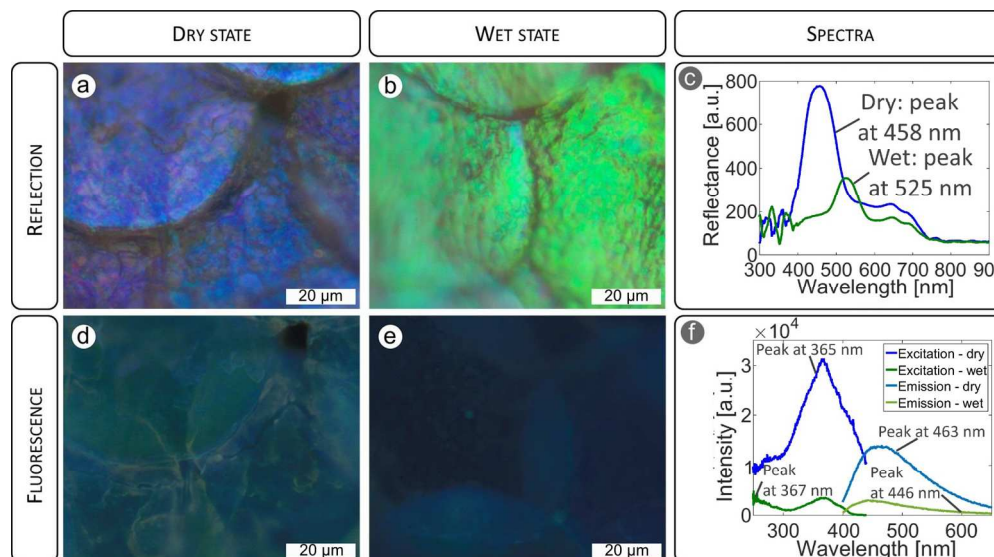 DRY STATE
WET STATE
SPECTRA
REFLECTION
a
20 µm
b
20 µm
c
800
600
400
200
0
Reflectance [a.u.]
Dry: peak
at 458 nm
Wet: peak
at 525 nm
300 400 500 600 700 800 900
Wavelength [nm]
FLUORESCENCE
d
20 µm
e
20 µm
f
×10⁴
3
2
1
0
Intensity [a.u.]
Peak at 365 nm
Excitation - dry
Excitation - wet
Emission - dry
Emission - wet
Peak at 463 nm
Peak
at 367 nm
Peak
at 446 nm
300 400 500 600
Wavelength [nm]